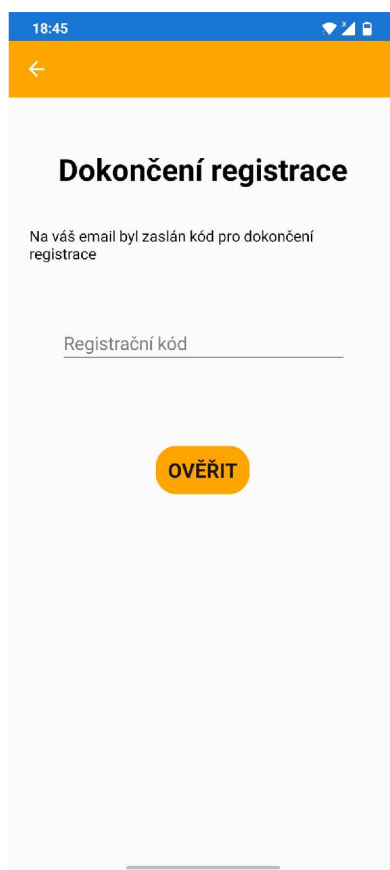 18:45
Dokončení registrace
Na váš email byl zaslán kód pro dokončení
registrace
Registrační kód
OVĚŘIT